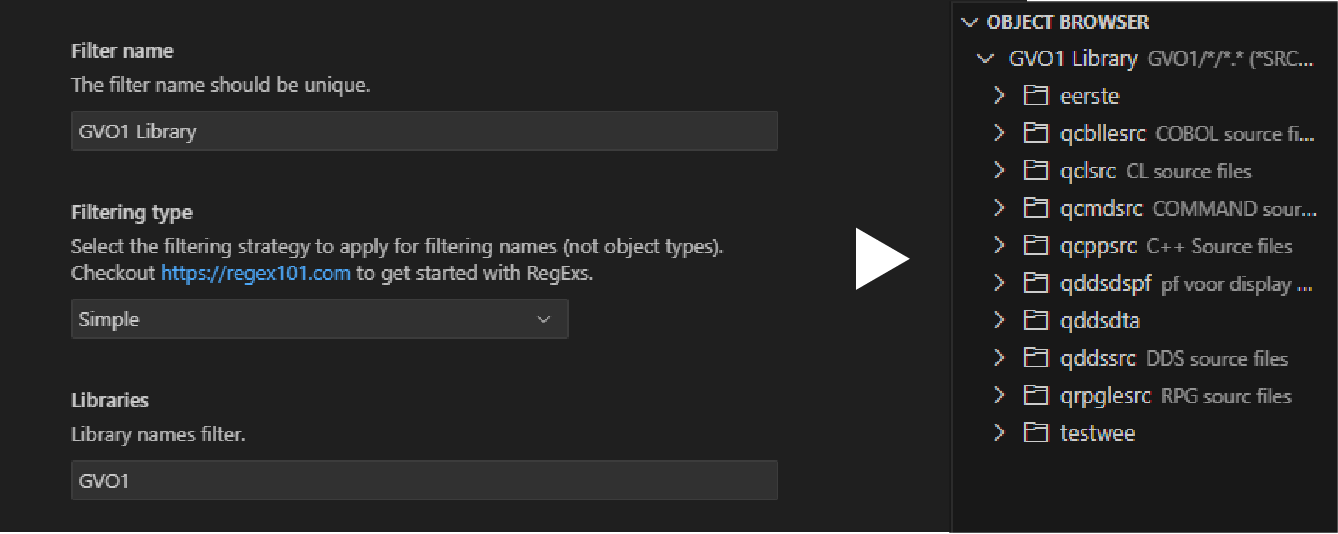 Filter name
The filter name should be unique.
GVO1 Library
Filtering type
Select the filtering strategy to apply for filtering names (not object types).
Checkout https://regex101.com to get started with RegExs.
Simple
Libraries
Library names filter.
GVO1
OBJECT BROWSER
GVO1 Library GVO1/*/*.* (*SRC...
eerste
qcbllesrc COBOL source fi...
qclsrc CL source files
qcmdsrc COMMAND sour...
qcppsrc C++ Source files
qddsdspf pf voor display ...
qddsdta
qddssrc DDS source files
qrpglesrc RPG sourc files
testwee